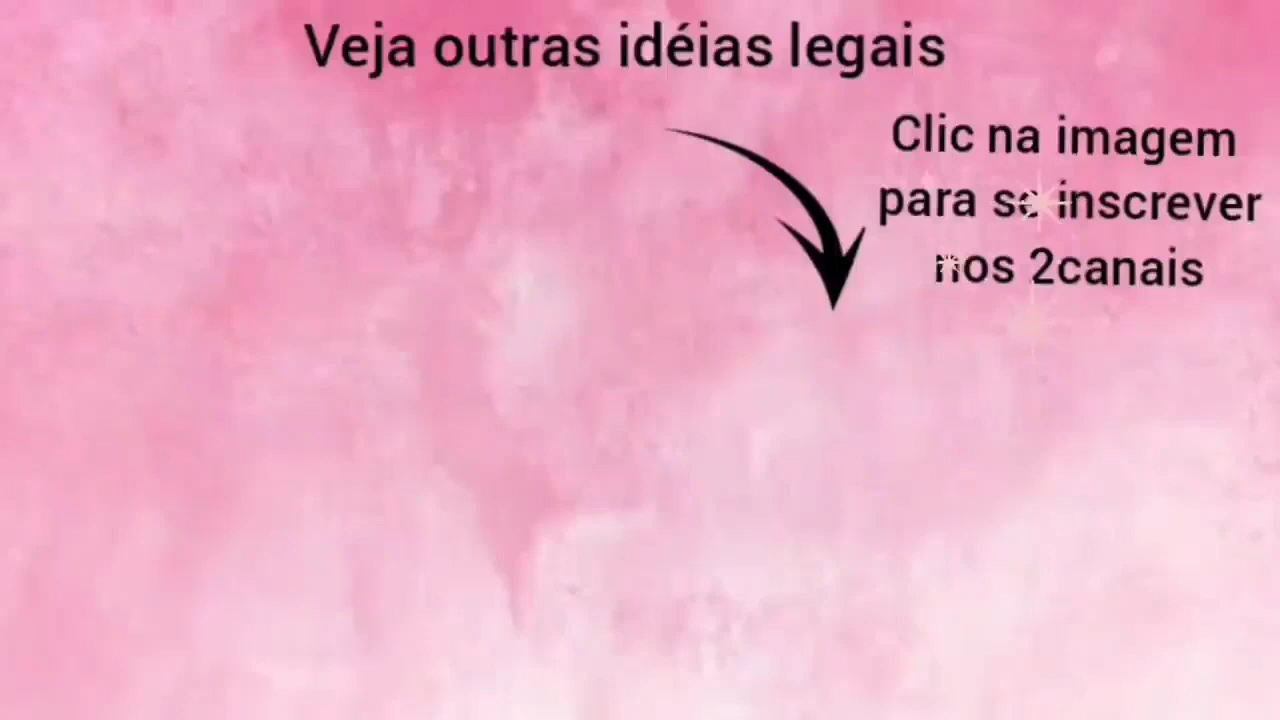 Veja outras idéias legais
Clic na imagem
para se inscrever
nos 2canais